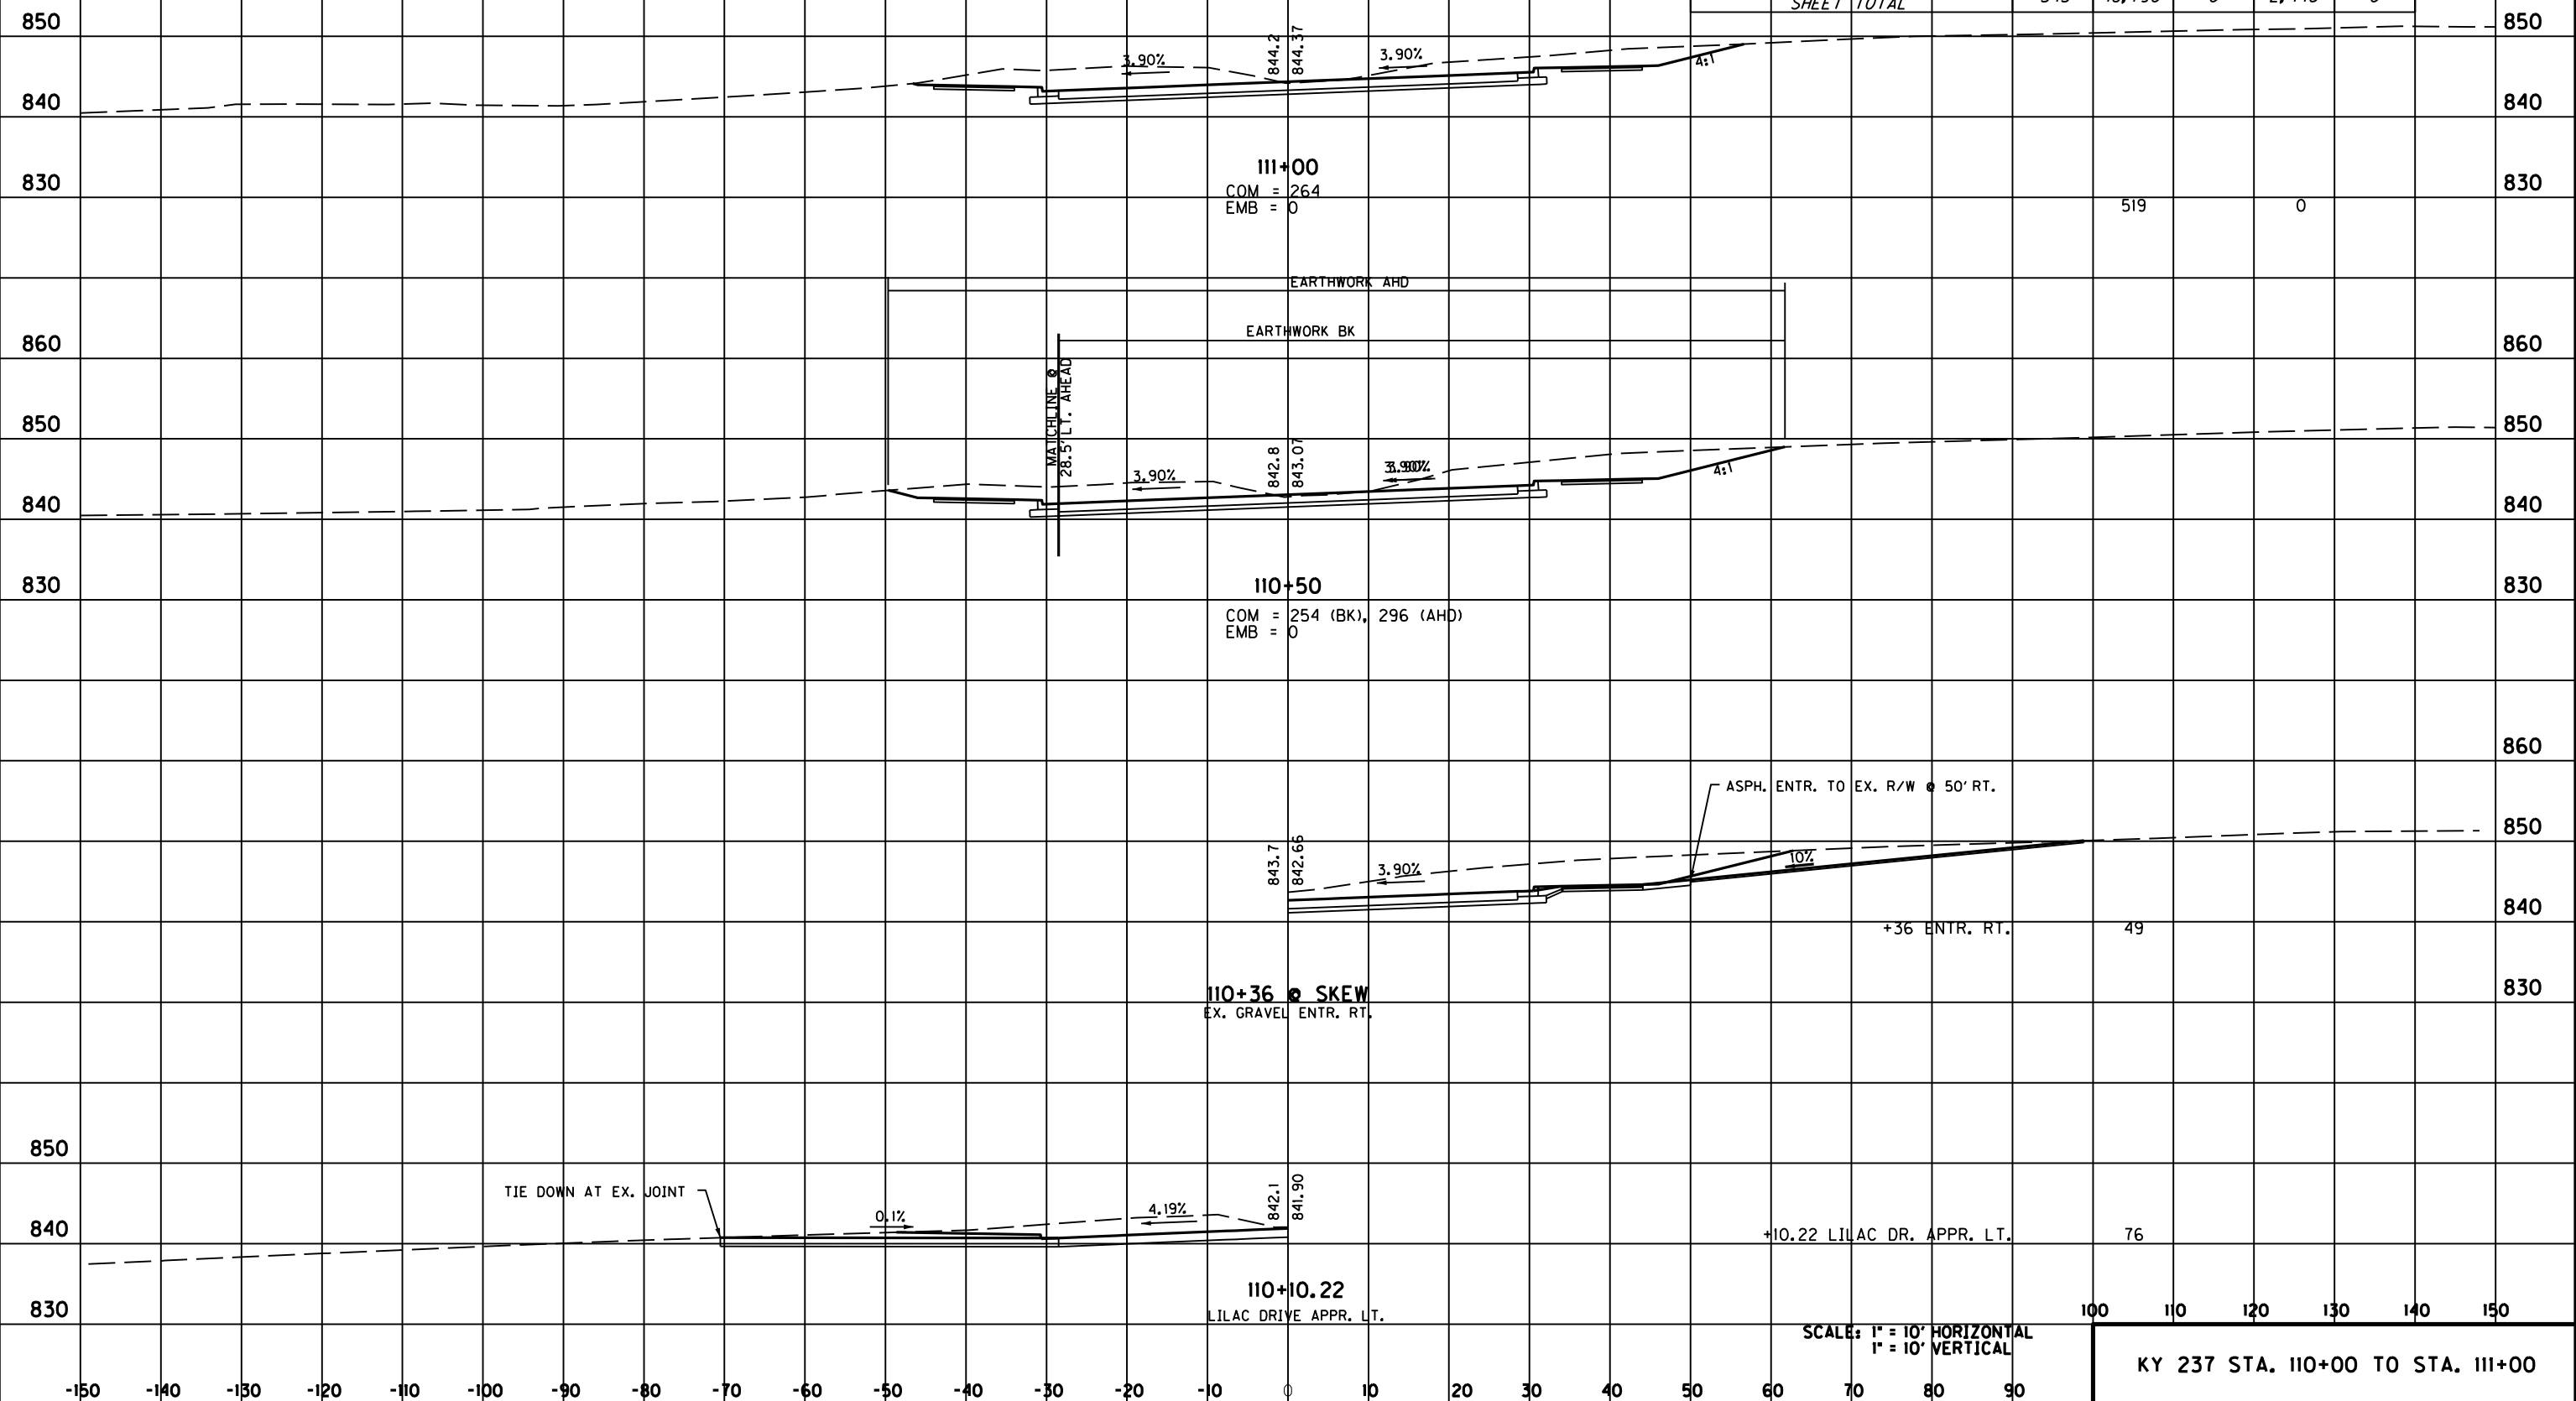 SHEET TOTAL
850 850
844.2 844.37
3.90% 3.90%
4:1
840 840
111+00
830 830
COM = 264
EMB = 0
519 0
EARTHWORK AHD
EARTHWORK BK
860 860
MATCHLINE @
28.5' LT. AHEAD
850 850
842.8 843.07
3.90% 3.90%
4:1
840 840
110+50
830 830
COM = 254 (BK), 296 (AHD)
EMB = 0
860
ASPH. ENTR. TO EX. R/W @ 50' RT.
850
843.7 842.66
3.90% 10%
840
+36 ENTR. RT. 49
110+36 @ SKEW
830
EX. GRAVEL ENTR. RT.
850
TIE DOWN AT EX. JOINT
842.1 841.90
0.1% 4.19%
840
+10.22 LILAC DR. APPR. LT. 76
110+10.22
830
LILAC DRIVE APPR. LT.
100 110 120 130 140 150
SCALE: 1" = 10' HORIZONTAL
1" = 10' VERTICAL
KY 237 STA. 110+00 TO STA. 111+00
-150 -140 -130 -120 -110 -100 -90 -80 -70 -60 -50 -40 -30 -20 -10 0 10 20 30 40 50 60 70 80 90